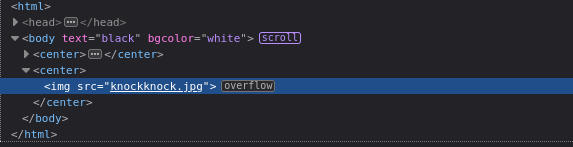 <html>
<head>…</head>
<body text="black" bgcolor="white"> scroll
<center>…</center>
<center>
<img src="knockknock.jpg"> overflow
</center>
</body>
</html>